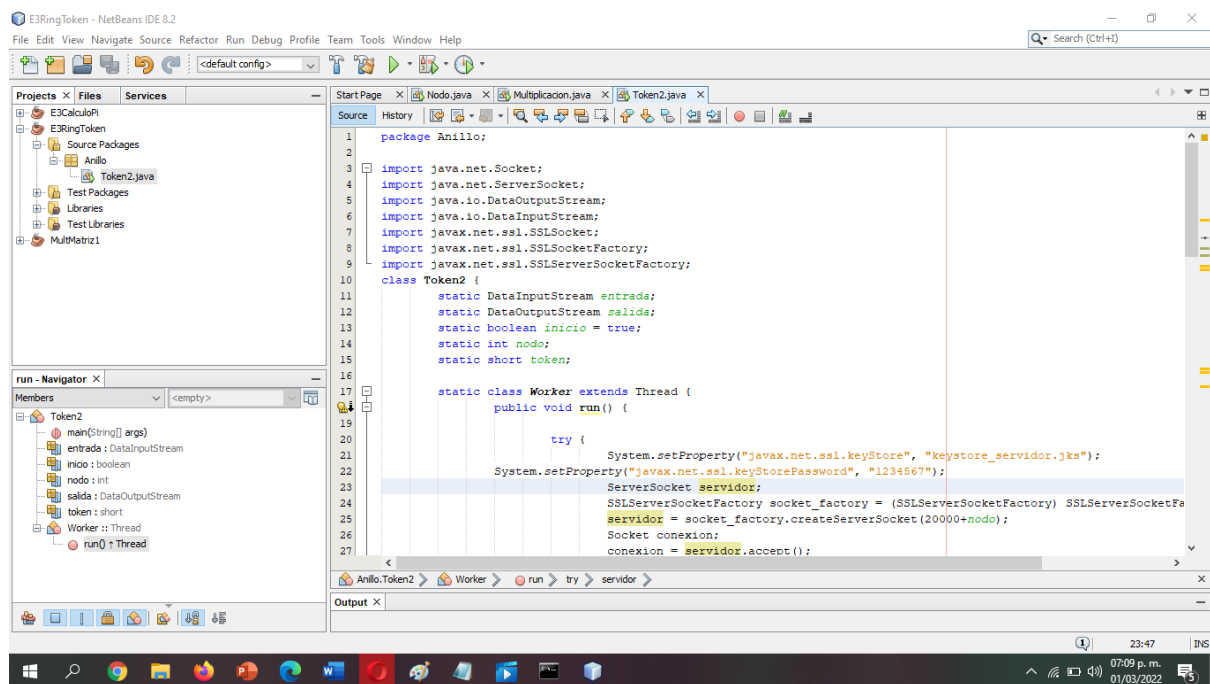 E3RingToken - NetBeans IDE 8.2
File Edit View Navigate Source Refactor Run Debug Profile Team Tools Window Help
Search (Ctrl+I)
<default config>
Projects Files Services
E3CalculoPi
E3RingToken
Source Packages
Anillo
Token2.java
Test Packages
Libraries
Test Libraries
MultMatriz1
run - Navigator
Members <empty>
Token2
main(String[] args)
entrada : DataInputStream
inicio : boolean
nodo : int
salida : DataOutputStream
token : short
Worker :: Thread
run() ↑ Thread
Start Page Nodo.java Multiplicacion.java Token2.java
Source History
1 package Anillo;
2
3 import java.net.Socket;
4 import java.net.ServerSocket;
5 import java.io.DataOutputStream;
6 import java.io.DataInputStream;
7 import javax.net.ssl.SSLSocket;
8 import javax.net.ssl.SSLSocketFactory;
9 import javax.net.ssl.SSLServerSocketFactory;
10 class Token2 {
11 static DataInputStream entrada;
12 static DataOutputStream salida;
13 static boolean inicio = true;
14 static int nodo;
15 static short token;
16
17 static class Worker extends Thread {
public void run() {
19
20 try {
21 System.setProperty("javax.net.ssl.keyStore", "keystore_servidor.jks");
22 System.setProperty("javax.net.ssl.keyStorePassword", "1234567");
23 ServerSocket servidor;
24 SSLServerSocketFactory socket_factory = (SSLServerSocketFactory) SSLServerSocketFa
25 servidor = socket_factory.createServerSocket(20000+nodo);
26 Socket conexion;
27 conexion = servidor.accept();
Anillo.Token2 Worker run try servidor
Output
1 23:47 INS
07:09 p. m.
01/03/2022
5